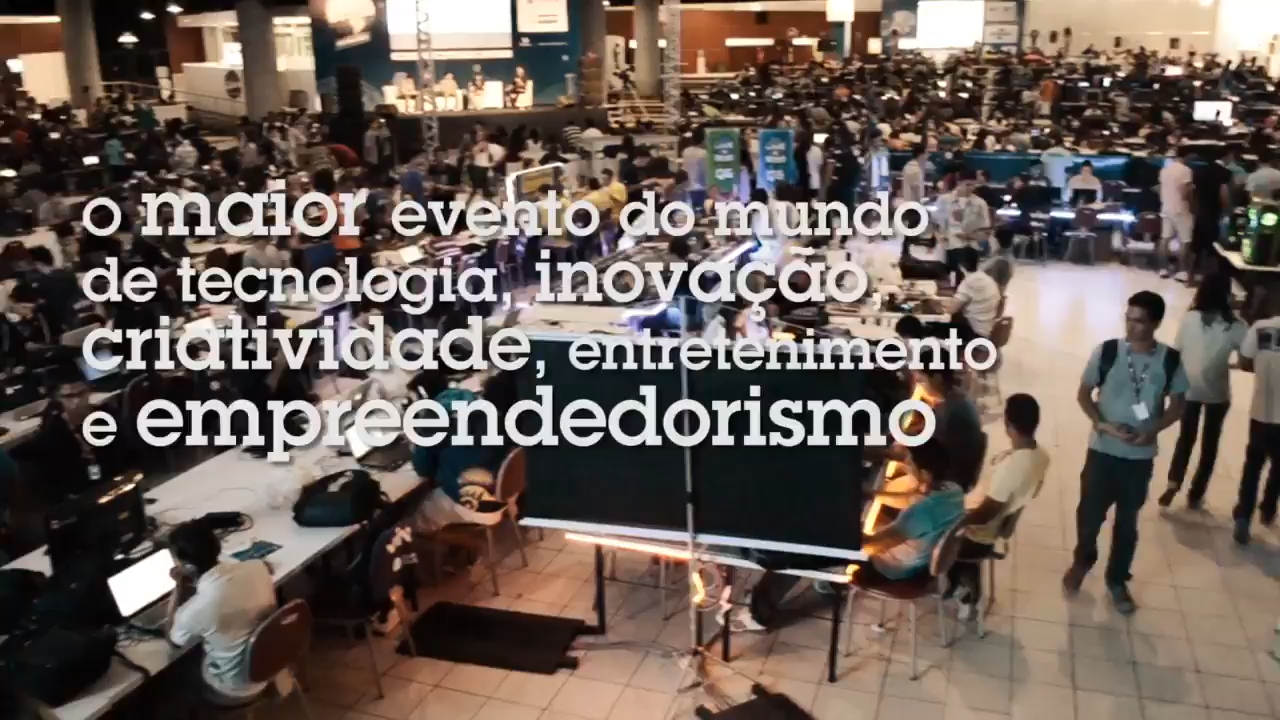 o maior evento do mundo
de tecnologia, inovação,
criatividade, entretenimento
e empreendedorismo